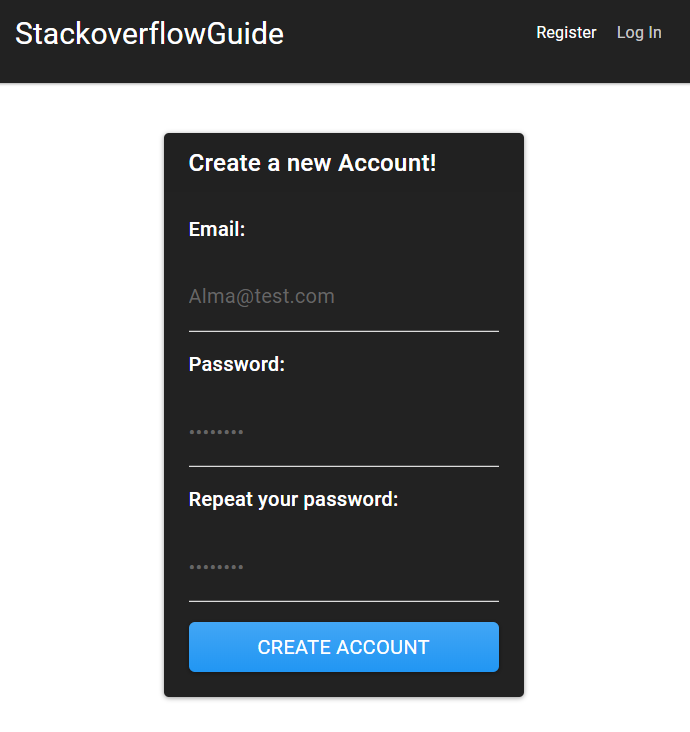 StackoverflowGuide
Register Log In
Create a new Account!
Email:
Alma@test.com
Password:
••••••••
Repeat your password:
••••••••
CREATE ACCOUNT